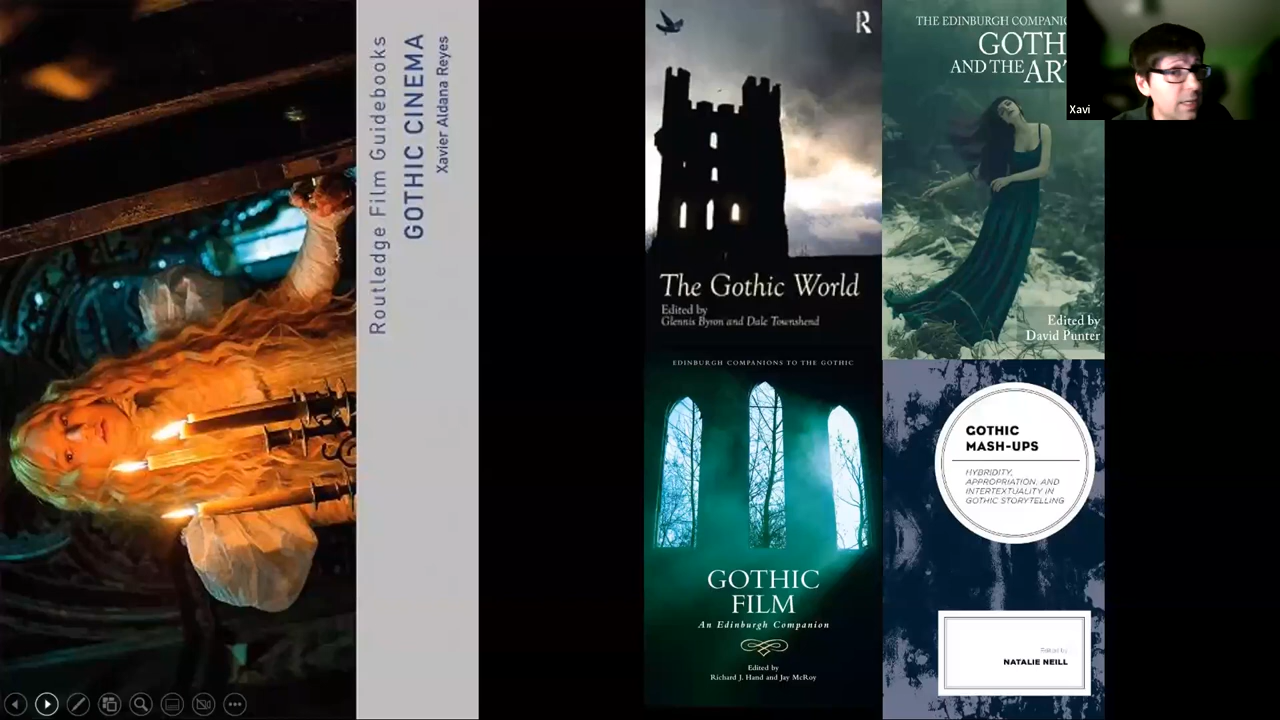 Routledge Film Guidebooks
GOTHIC CINEMA
Xavier Aldana Reyes
R
The Gothic World
Edited by
Glennis Byron and Dale Townshend
THE EDINBURGH
GOTH
AND THE
Edited by
David Punter
EDINBURGH COMPANIONS TO THE GOTHIC
GOTHIC
FILM
An Edinburgh Companion
Edited by
Richard J. Hand and Jay McRoy
GOTHIC
MASH-UPS
HYBRIDITY,
APPROPRIATION, AND
INTERTEXTUALITY IN
GOTHIC STORYTELLING
Edited by
NATALIE NEILL
Xavi